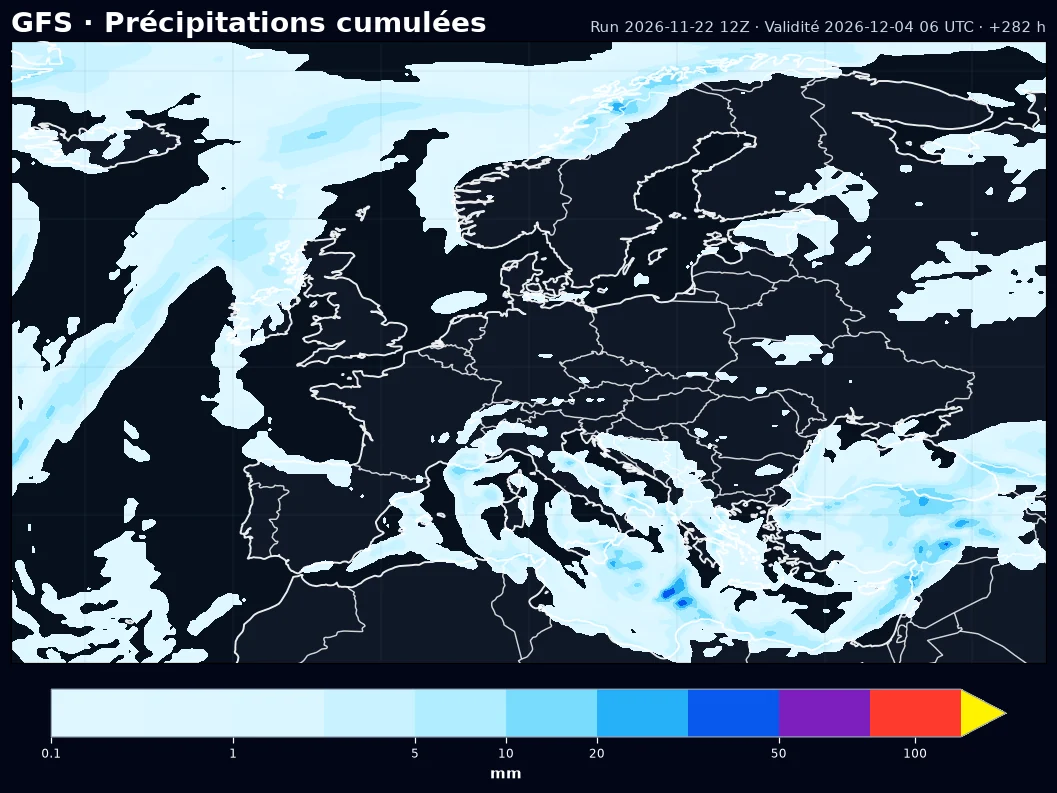 GFS · Précipitations cumulées
Run 2026-11-22 12Z · Validité 2026-12-04 06 UTC · +282 h
0.1 1 5 10 20 50 100
mm